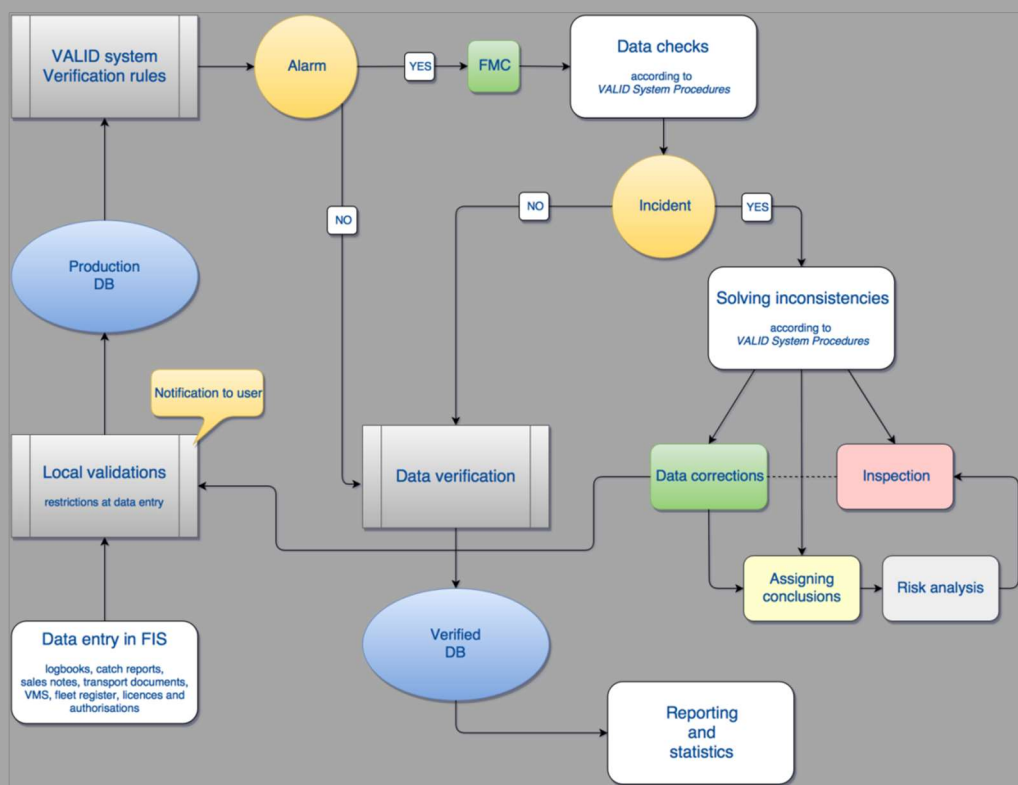 VALID system
Verification rules
Alarm
YES
FMC
Data checks
according to
VALID System Procedures
NO
NO
Incident
YES
Production
DB
Solving inconsistencies
according to
VALID System Procedures
Notification to user
Local validations
restrictions at data entry
Data verification
Data corrections
Inspection
Assigning
conclusions
Risk analysis
Data entry in FIS
logbooks, catch reports,
sales notes, transport documents,
VMS, fleet register, licences and
authorisations
Verified
DB
Reporting
and
statistics